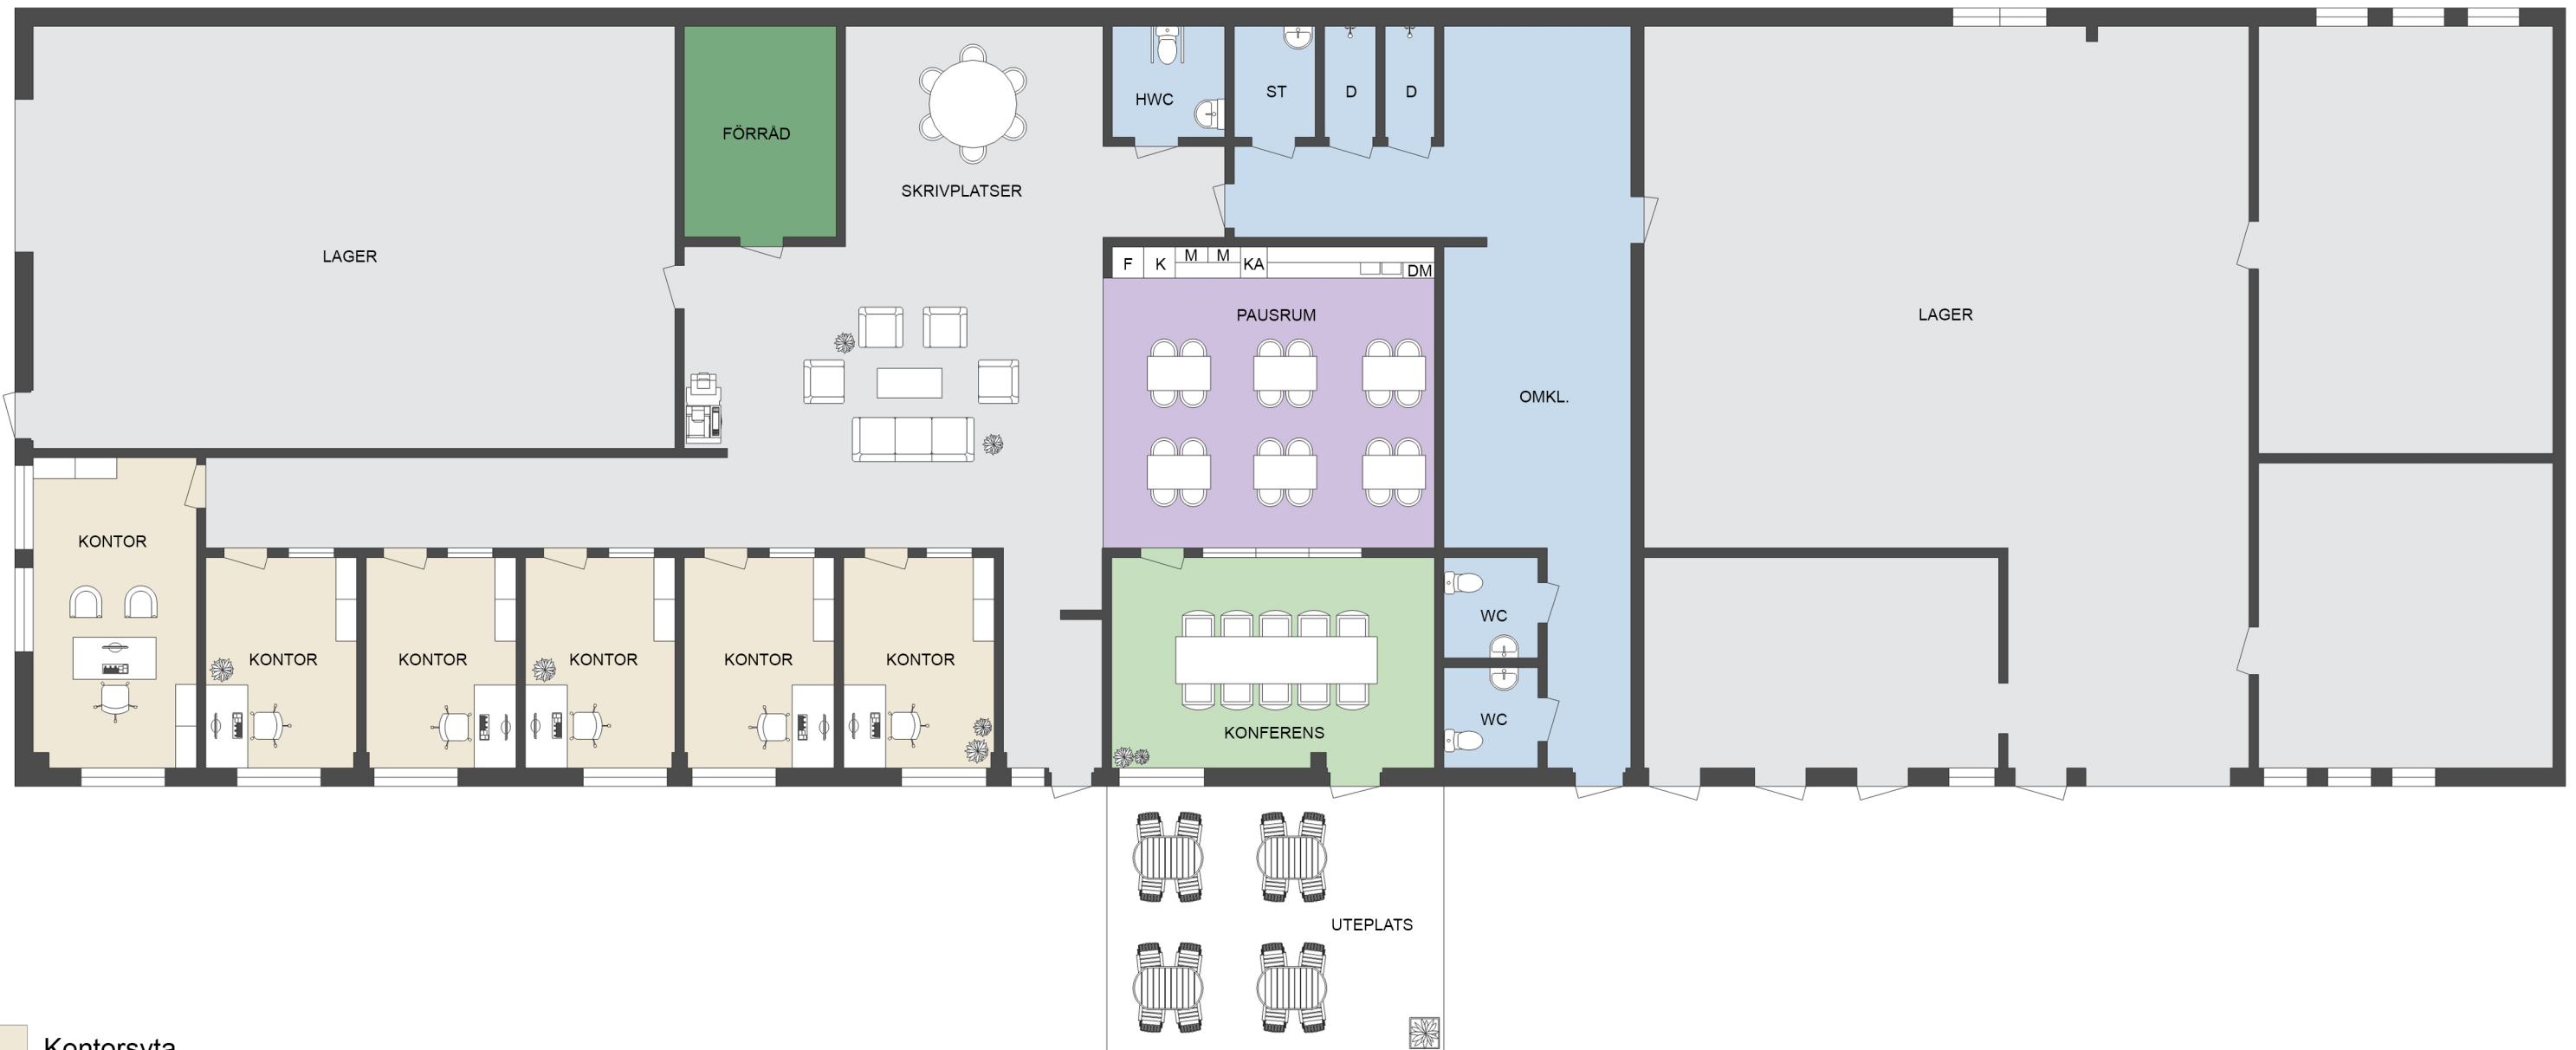 HWC
ST
D
D
FÖRRÅD
SKRIVPLATSER
LAGER
F
K
M
M
KA
DM
PAUSRUM
LAGER
OMKL.
KONTOR
WC
KONTOR
KONTOR
KONTOR
KONTOR
KONTOR
WC
KONFERENS
UTEPLATS
Kontorsyta